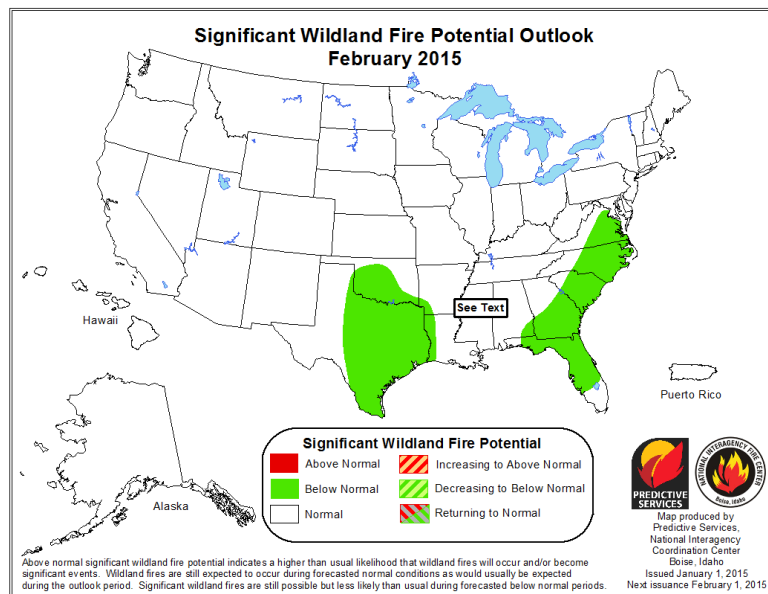 Significant Wildland Fire Potential Outlook
February 2015
See Text
Hawaii
Puerto Rico
Alaska
Significant Wildland Fire Potential
Above Normal
Increasing to Above Normal
Below Normal
Decreasing to Below Normal
Normal
Returning to Normal
PREDICTIVE
SERVICES
NATIONAL INTERAGENCY FIRE CENTER
Boise, Idaho
Map produced by
Predictive Services,
National Interagency
Coordination Center
Boise, Idaho
Issued January 1, 2015
Next issuance February 1, 2015
Above normal significant wildland fire potential indicates a higher than usual likelihood that wildland fires will occur and/or become
significant events. Wildland fires are still expected to occur during forecasted normal conditions as would usually be expected
during the outlook period. Significant wildland fires are still possible but less likely than usual during forecasted below normal periods.